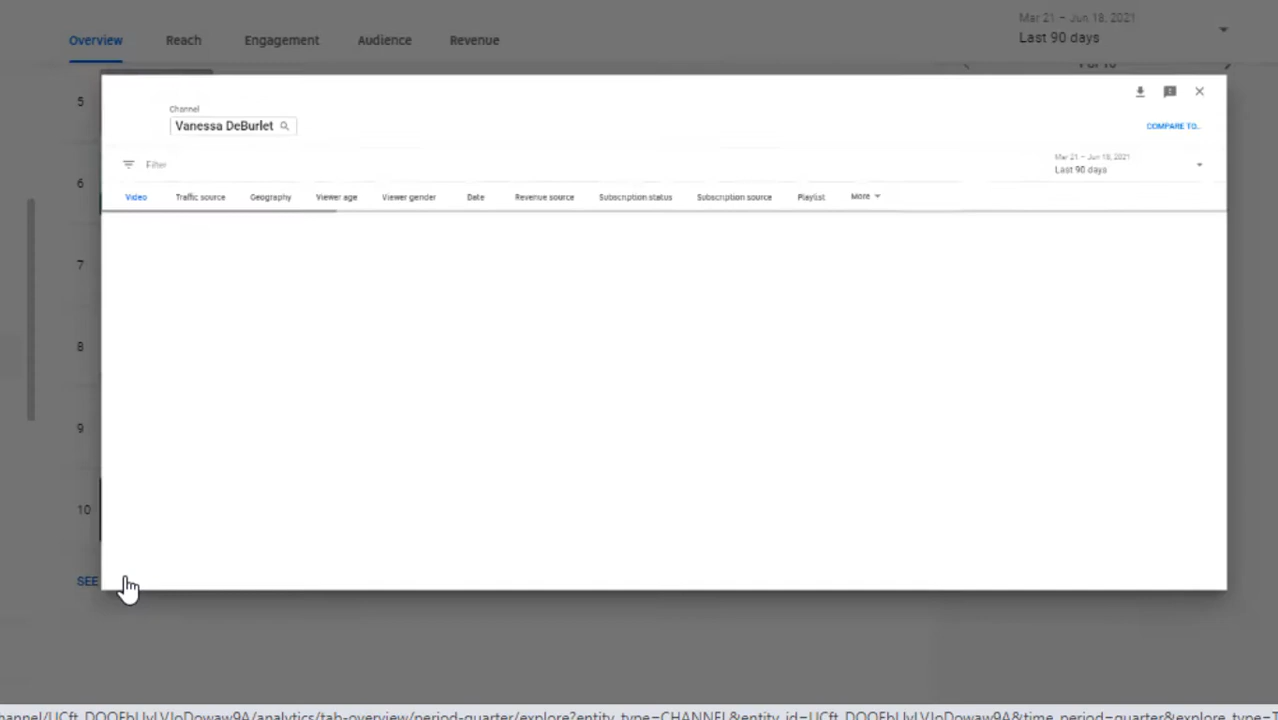 Overview Reach Engagement Audience Revenue
Mar 21 – Jun 18, 2021
Last 90 days
5
6
7
8
9
10
SEE
Channel
Vanessa DeBurlet
COMPARE TO...
Filter
Mar 21 – Jun 18, 2021
Last 90 days
Video Traffic source Geography Viewer age Viewer gender Date Revenue source Subscription status Subscription source Playlist More